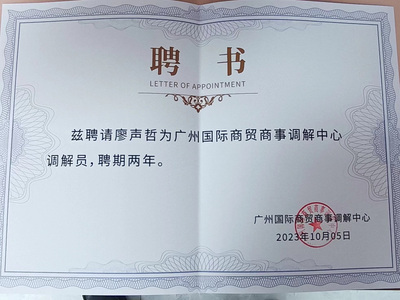 聘 书
LETTER OF APPOINTMENT
兹聘请廖声哲为广州国际商贸商事调解中心
调解员，聘期两年。
广州国际商贸商事调解中心
2023年10月05日